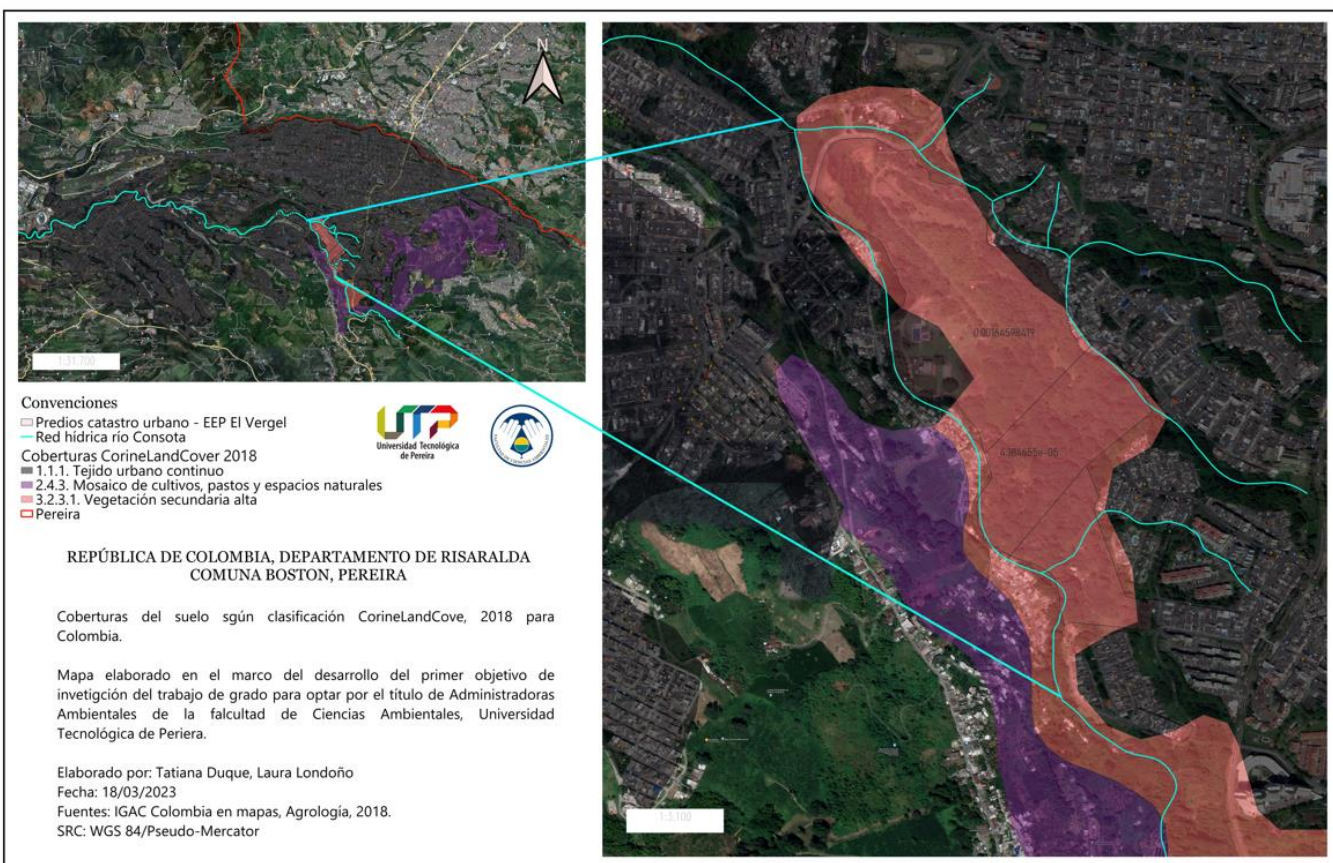 N
1:31.700
0.00164598419
4.184655e-05
1:5,100
Convenciones
Predios catastro urbano - EEP El Vergel
Red hídrica río Consota
Coberturas CorineLandCover 2018
1.1.1. Tejido urbano continuo
2.4.3. Mosaico de cultivos, pastos y espacios naturales
3.2.3.1. Vegetación secundaria alta
Pereira
UTP
Universidad Tecnológica
de Pereira
REPÚBLICA DE COLOMBIA, DEPARTAMENTO DE RISARALDA
COMUNA BOSTON, PEREIRA
Coberturas del suelo sgún clasificación CorineLandCove, 2018 para
Colombia.
Mapa elaborado en el marco del desarrollo del primer objetivo de
invetigción del trabajo de grado para optar por el título de Administradoras
Ambientales de la falcultad de Ciencias Ambientales, Universidad
Tecnológica de Periera.
Elaborado por: Tatiana Duque, Laura Londoño
Fecha: 18/03/2023
Fuentes: IGAC Colombia en mapas, Agrología, 2018.
SRC: WGS 84/Pseudo-Mercator